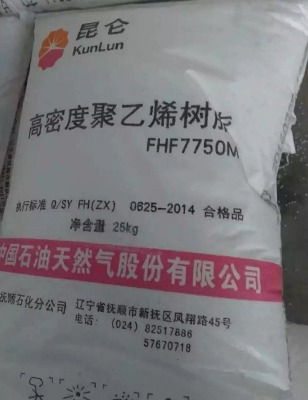 昆仑
KunLun
高密度聚乙烯树脂
FHF7750M
执行标准 Q/SY FH(ZX) 0625-2014 合格品
净含量 25kg
中国石油天然气股份有限公司
抚顺石化分公司 辽宁省抚顺市新抚区凤翔路45号
电话: (024) 82517886
57670718